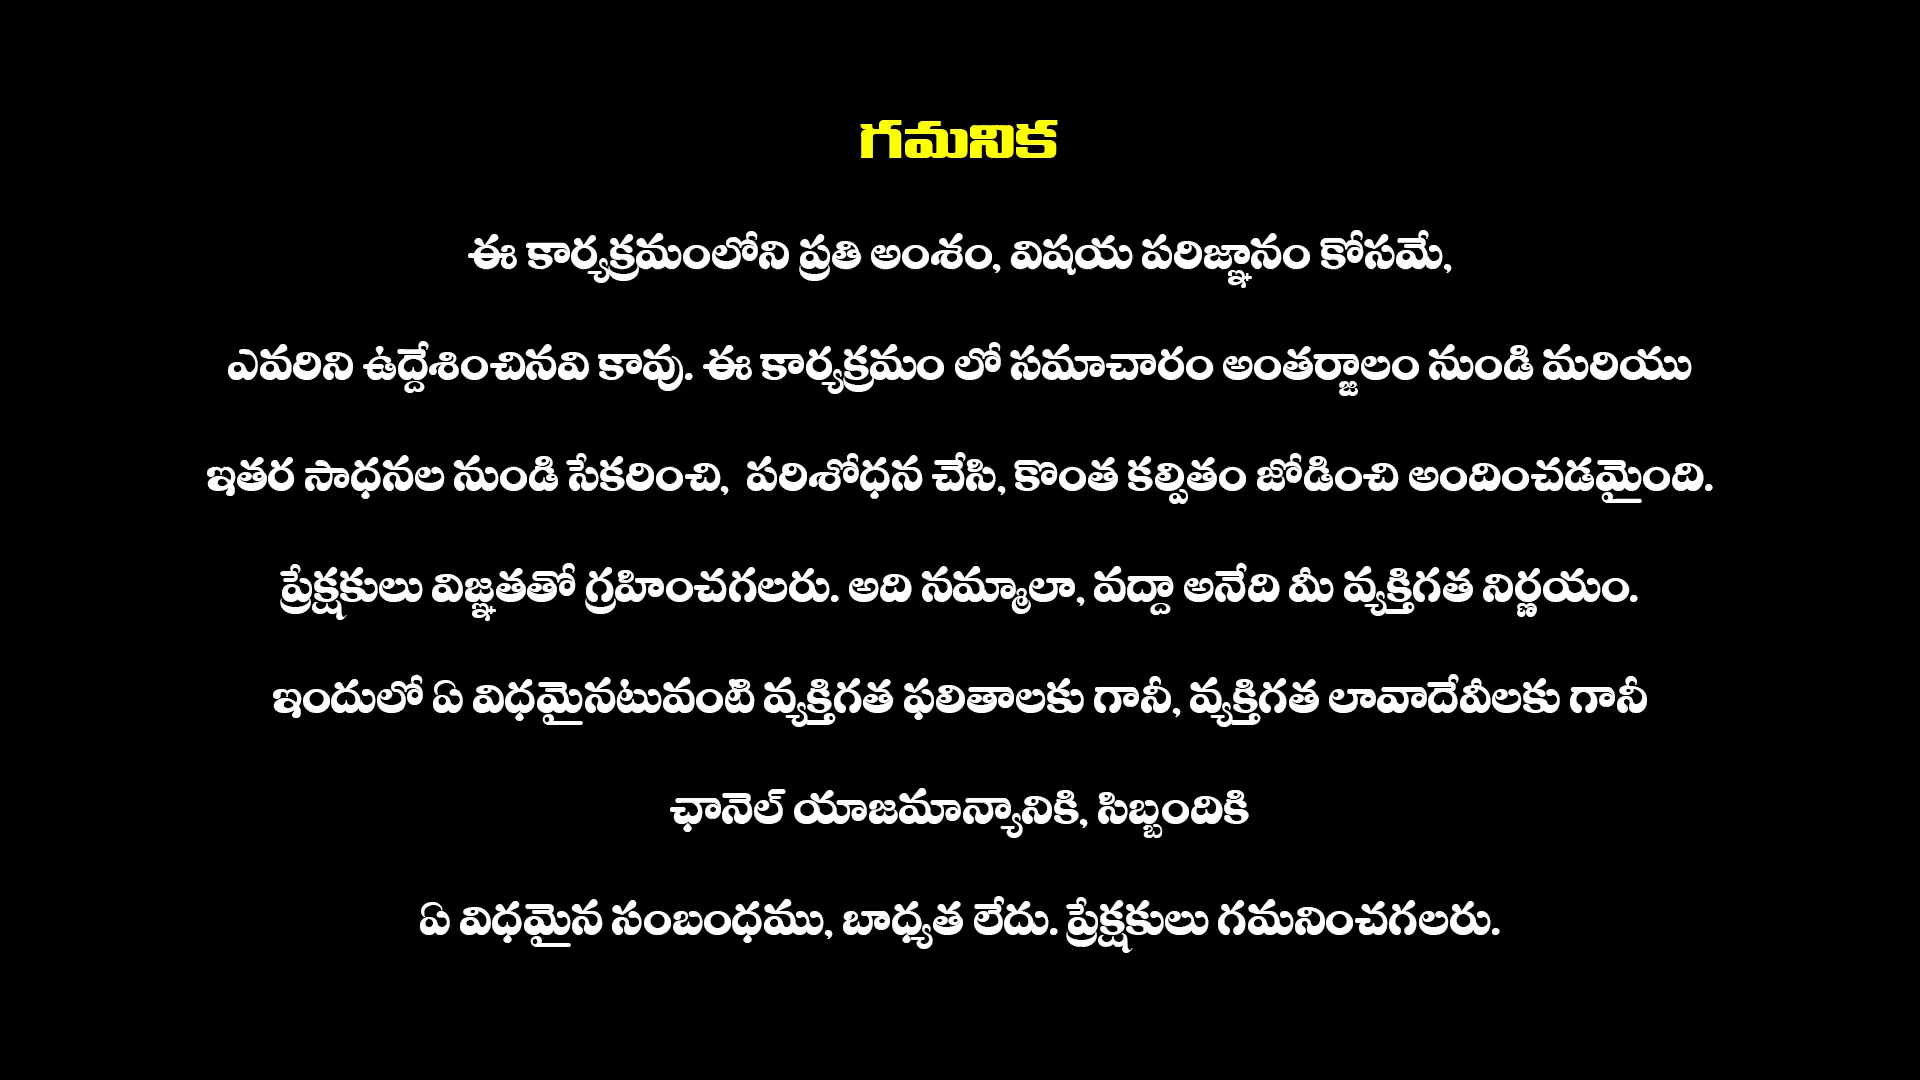 గమనిక
ఈ కార్యక్రమంలోని ప్రతి అంశం, విషయ పరిజ్ఞానం కోసమే,
ఎవరిని ఉద్దేశించినవి కావు. ఈ కార్యక్రమం లో సమాచారం అంతర్జాలం నుండి మరియు
ఇతర సాధనల నుండి సేకరించి, పరిశోధన చేసి, కొంత కల్పితం జోడించి అందించడమైంది.
ప్రేక్షకులు విజ్ఞతతో గ్రహించగలరు. అది నమ్మాలా, వద్దా అనేది మీ వ్యక్తిగత నిర్ణయం.
ఇందులో ఏ విధమైనటువంటి వ్యక్తిగత ఫలితాలకు గానీ, వ్యక్తిగత లావాదేవీలకు గానీ
ఛానెల్ యాజమాన్యానికి, సిబ్బందికి
ఏ విధమైన సంబంధము, బాధ్యత లేదు. ప్రేక్షకులు గమనించగలరు.